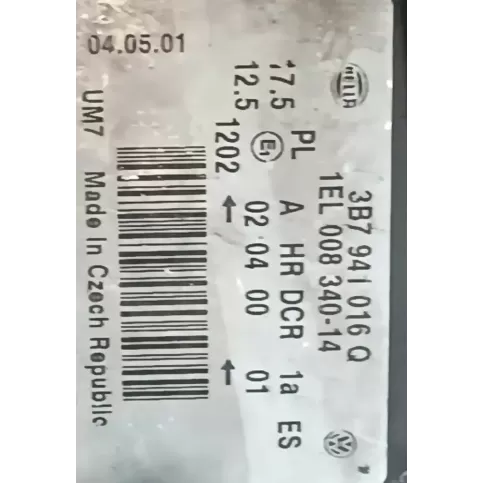 HELLA
3B7 941 016 Q
1EL 008 340-14
17.5 PL A HR DCR 1a ES
12.5 E1 02 04 00 01
1202 ← ←
UM7 Made In Czech Republic
04.05.01